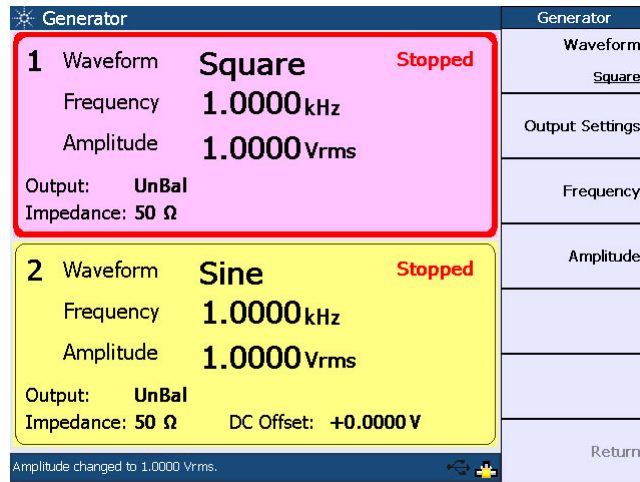 Generator
1 Waveform Square Stopped
Frequency 1.0000 kHz
Amplitude 1.0000 Vrms
Output: UnBal
Impedance: 50 Ω
2 Waveform Sine Stopped
Frequency 1.0000 kHz
Amplitude 1.0000 Vrms
Output: UnBal
Impedance: 50 Ω DC Offset: +0.0000 V
Amplitude changed to 1.0000 Vrms.
Generator
Waveform
Square
Output Settings
Frequency
Amplitude
Return